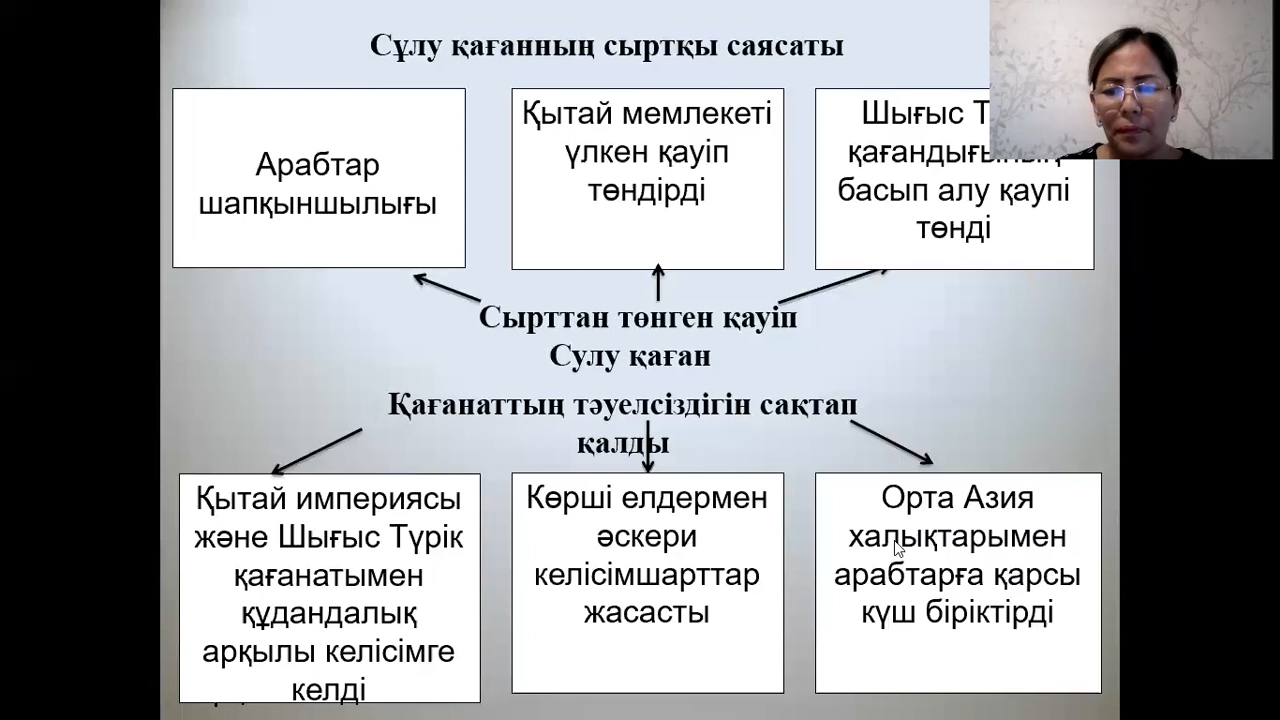 Сұлу қағанның сыртқы саясаты
Арабтар
шапқыншылығы
Қытай мемлекеті
үлкен қауіп
төндірді
Шығыс
басып алу қаупі
төнді
Сырттан төнген қауіп
Сулу қаған
Қағанаттың тәуелсіздігін сақтап
қалды
Қытай империясы
және Шығыс Түрік
қағанатымен
құдандалық
арқылы келісімге
келді
Көрші елдермен
әскери
келісімшарттар
жасасты
Орта Азия
халықтарымен
арабтарға қарсы
күш біріктірді